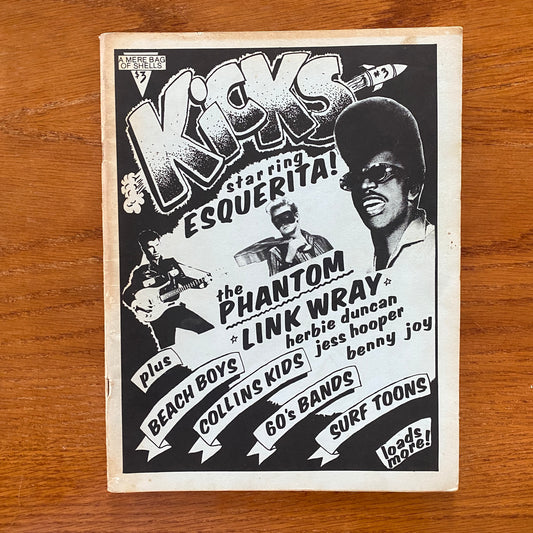 A MERE BAG
OF SHELLS
$3
KicKS
#3
starring
ESQUERITA!
the
PHANTOM
LINK WRAY
herbie duncan
jess hooper
benny joy
plus
BEACH BOYS
COLLINS KIDS
60's BANDS
SURF TOONS
loads
more!